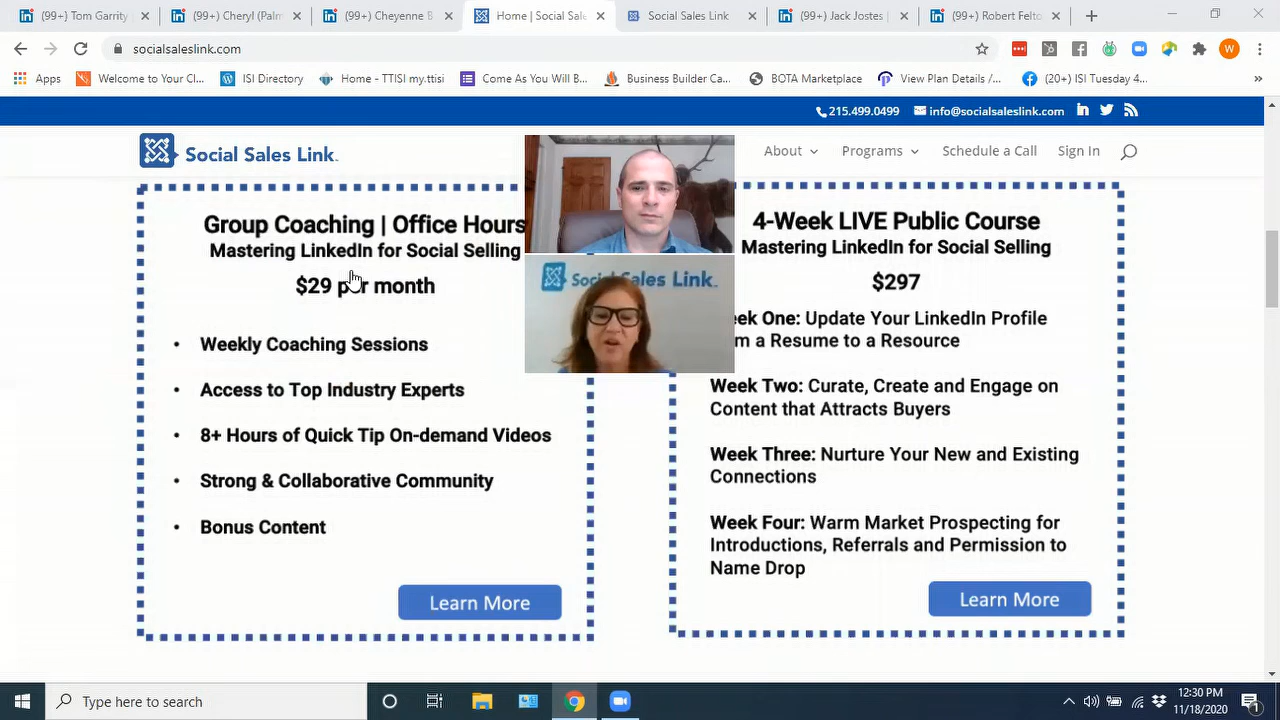 (99+) Tom Garrity
(99+) Cheryl (Palm
(99+) Cheyenne B
Home | Social Sale
Social Sales Link
(99+) Jack Jostes
(99+) Robert Felto
socialsaleslink.com
W
Apps
Welcome to Your Cl...
ISI Directory
Home - TTISI my.ttisi
Come As You Will B...
Business Builder Ca...
BOTA Marketplace
View Plan Details /...
(20+) ISI Tuesday 4...
215.499.0499
info@socialsaleslink.com
Social Sales Link
About
Programs
Schedule a Call
Sign In
Group Coaching | Office Hours
Mastering LinkedIn for Social Selling
$29 per month
• Weekly Coaching Sessions
• Access to Top Industry Experts
• 8+ Hours of Quick Tip On-demand Videos
• Strong & Collaborative Community
• Bonus Content
Learn More
Social Sales Link
4-Week LIVE Public Course
Mastering LinkedIn for Social Selling
$297
One: Update Your LinkedIn Profile
a Resume to a Resource
Week Two: Curate, Create and Engage on
Content that Attracts Buyers
Week Three: Nurture Your New and Existing
Connections
Week Four: Warm Market Prospecting for
Introductions, Referrals and Permission to
Name Drop
Learn More
Type here to search
12:30 PM
11/18/2020
1